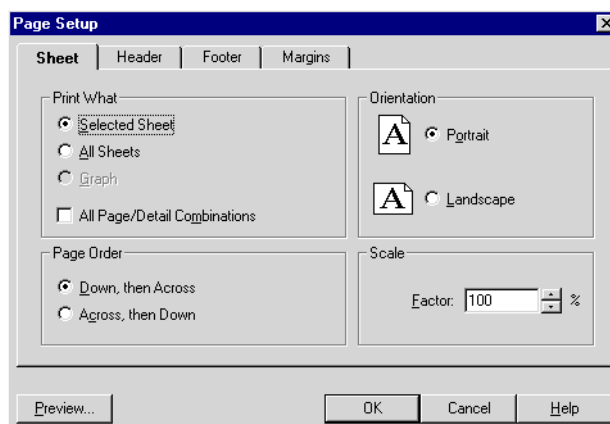 Page Setup
Sheet Header Footer Margins
Print What
Selected Sheet
All Sheets
Graph
All Page/Detail Combinations
Orientation
A Portrait
A Landscape
Page Order
Down, then Across
Across, then Down
Scale
Factor: 100 %
Preview... OK Cancel Help